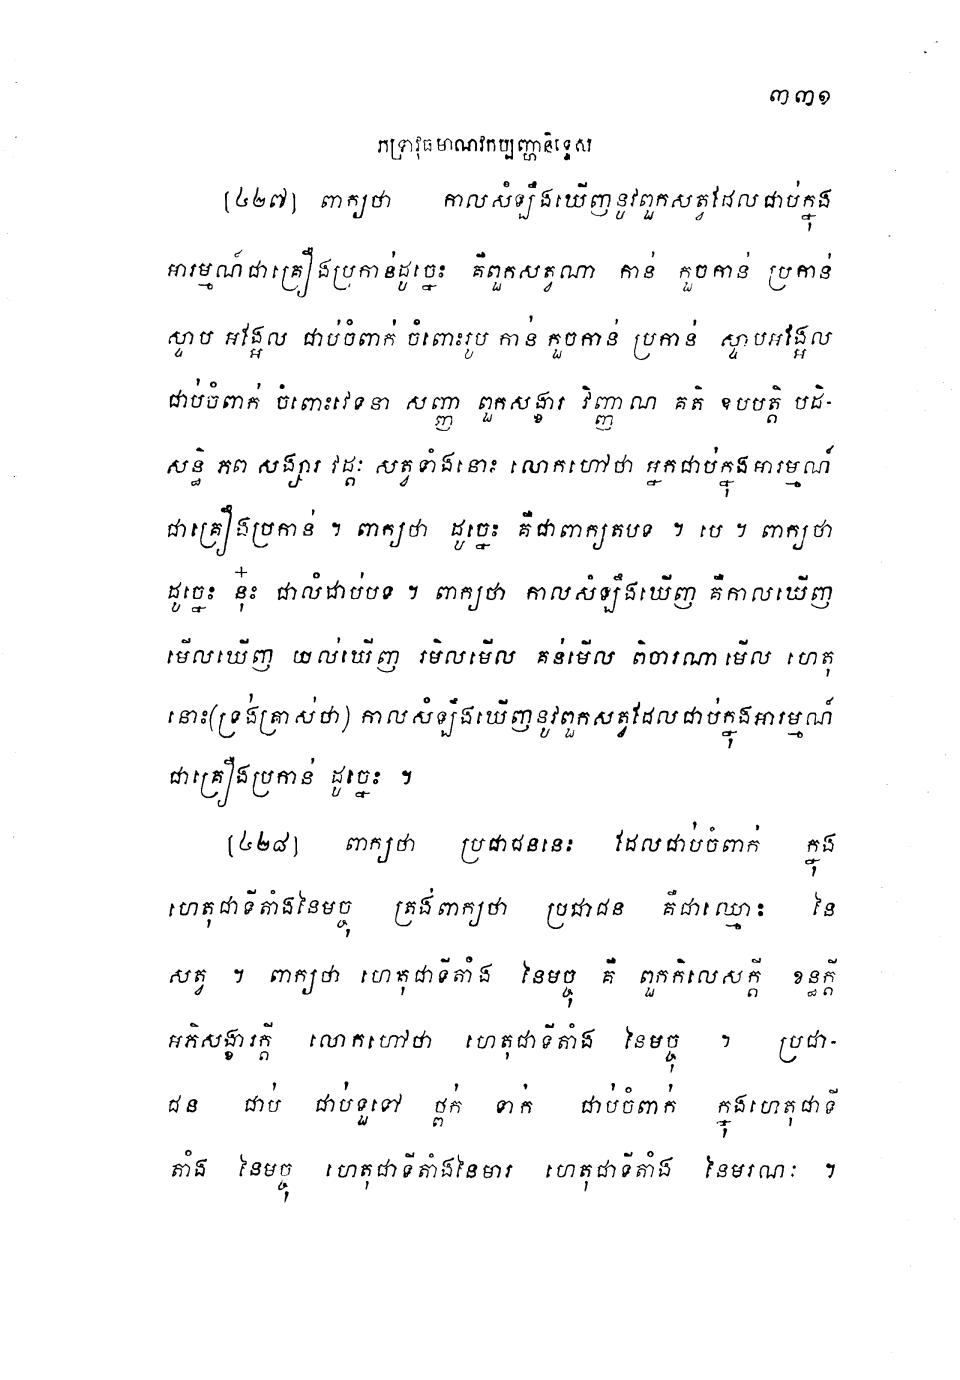 ៣៣១
ភទ្រាវុធមាណវកប្បញ្ហានិទ្ទេស
[៤២៧] ពាក្យថា កាលសំឡឹងឃើញនូវពួកសត្វដែលជាប់ក្នុង
អារម្មណ៍ជាគ្រឿងប្រកាន់ដូច្នេះ គឺពួកសត្វណា កាន់ កួចកាន់ ប្រកាន់
ស្ទាប អង្អែល ជាប់ចំពាក់ ចំពោះរូប កាន់ កួចកាន់ ប្រកាន់ ស្ទាបអង្អែល
ជាប់ចំពាក់ ចំពោះវេទនា សញ្ញា ពួកសង្ខារ វិញ្ញាណ គតិ ឧបបត្តិ បដិ-
សន្ធិ ភព សង្សារ វដ្តៈ សត្វទាំងនោះ លោកហៅថា អ្នកជាប់ក្នុងអារម្មណ៍
ជាគ្រឿងប្រកាន់ ។ ពាក្យថា ដូច្នេះ គឺជាពាក្យតបទ ។ បេ ។ ពាក្យថា
ដូច្នេះ នុ៎ះ ជាលំដាប់បទ ។ ពាក្យថា កាលសំឡឹងឃើញ គឺកាលឃើញ
មើលឃើញ យល់ឃើញ រមិលមើល គន់មើល ពិចារណាមើល ហេតុ
នោះ(ទ្រង់ត្រាស់ថា) កាលសំឡឹងឃើញនូវពួកសត្វដែលជាប់ក្នុងអារម្មណ៍
ជាគ្រឿងប្រកាន់ ដូច្នេះ ។
[៤២៨] ពាក្យថា ប្រជាជននេះ ដែលជាប់ចំពាក់ ក្នុង
ហេតុជាទីតាំងនៃមច្ចុ ត្រង់ពាក្យថា ប្រជាជន គឺជាឈ្មោះ នៃ
សត្វ ។ ពាក្យថា ហេតុជាទីតាំង នៃមច្ចុ គឺ ពួកកិលេសក្តី ខន្ធក្តី
អភិសង្ខារក្តី លោកហៅថា ហេតុជាទីតាំង នៃមច្ចុ ។ ប្រជា-
ជន ជាប់ ជាប់ទួទៅ ថ្ពក់ ទាក់ ជាប់ចំពាក់ ក្នុងហេតុជាទី
តាំង នៃមច្ចុ ហេតុជាទីតាំងនៃមារ ហេតុជាទីតាំង នៃមរណៈ ។